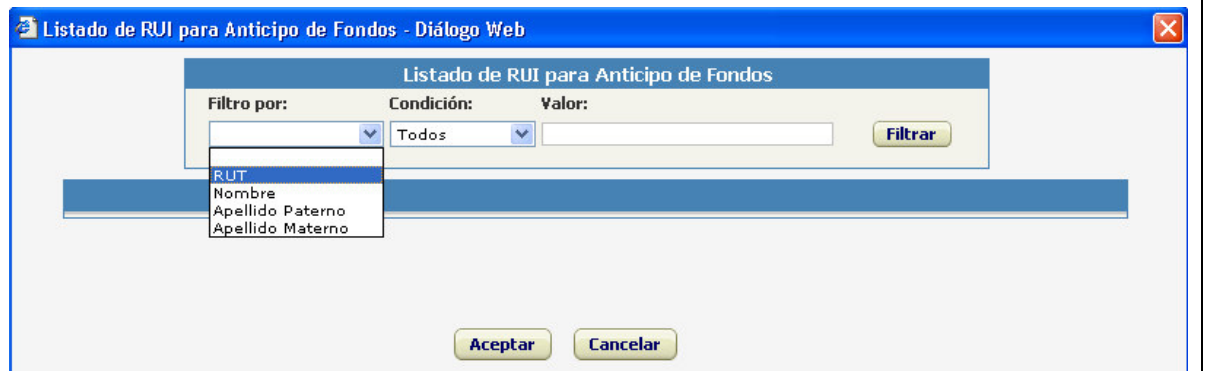 Listado de RUI para Anticipo de Fondos - Diálogo Web
Listado de RUI para Anticipo de Fondos
Filtro por: Condición: Valor:
Todos Filtrar
RUT
Nombre
Apellido Paterno
Apellido Materno
Aceptar Cancelar